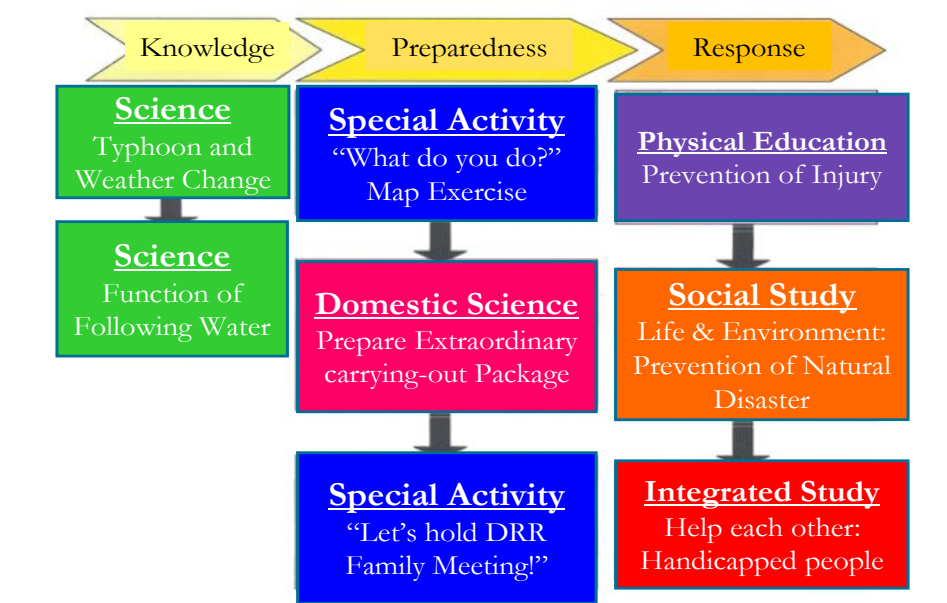 Knowledge
Preparedness
Response
Science
Typhoon and
Weather Change
Science
Function of
Following Water
Special Activity
“What do you do?”
Map Exercise
Domestic Science
Prepare Extraordinary
carrying-out Package
Special Activity
“Let’s hold DRR
Family Meeting!”
Physical Education
Prevention of Injury
Social Study
Life & Environment:
Prevention of Natural
Disaster
Integrated Study
Help each other:
Handicapped people